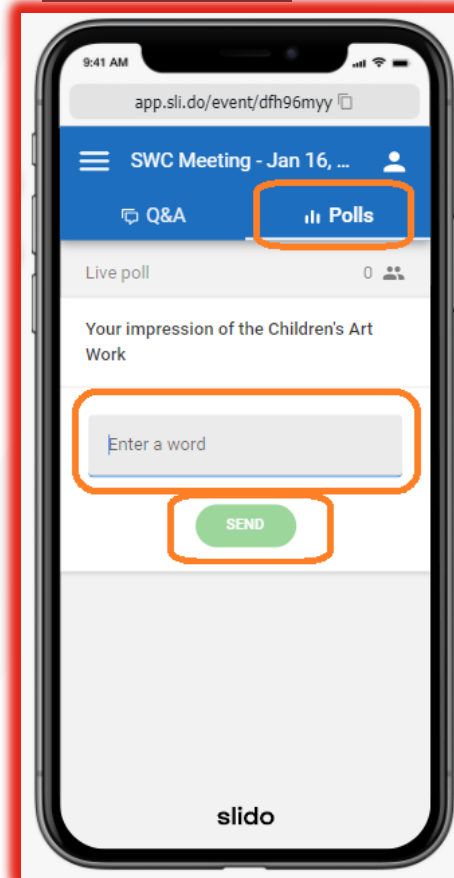 9:41 AM
app.sli.do/event/dfh96myy
SWC Meeting - Jan 16, ...
Q&A
Polls
Live poll
0
Your impression of the Children's Art
Work
Enter a word
SEND
slido